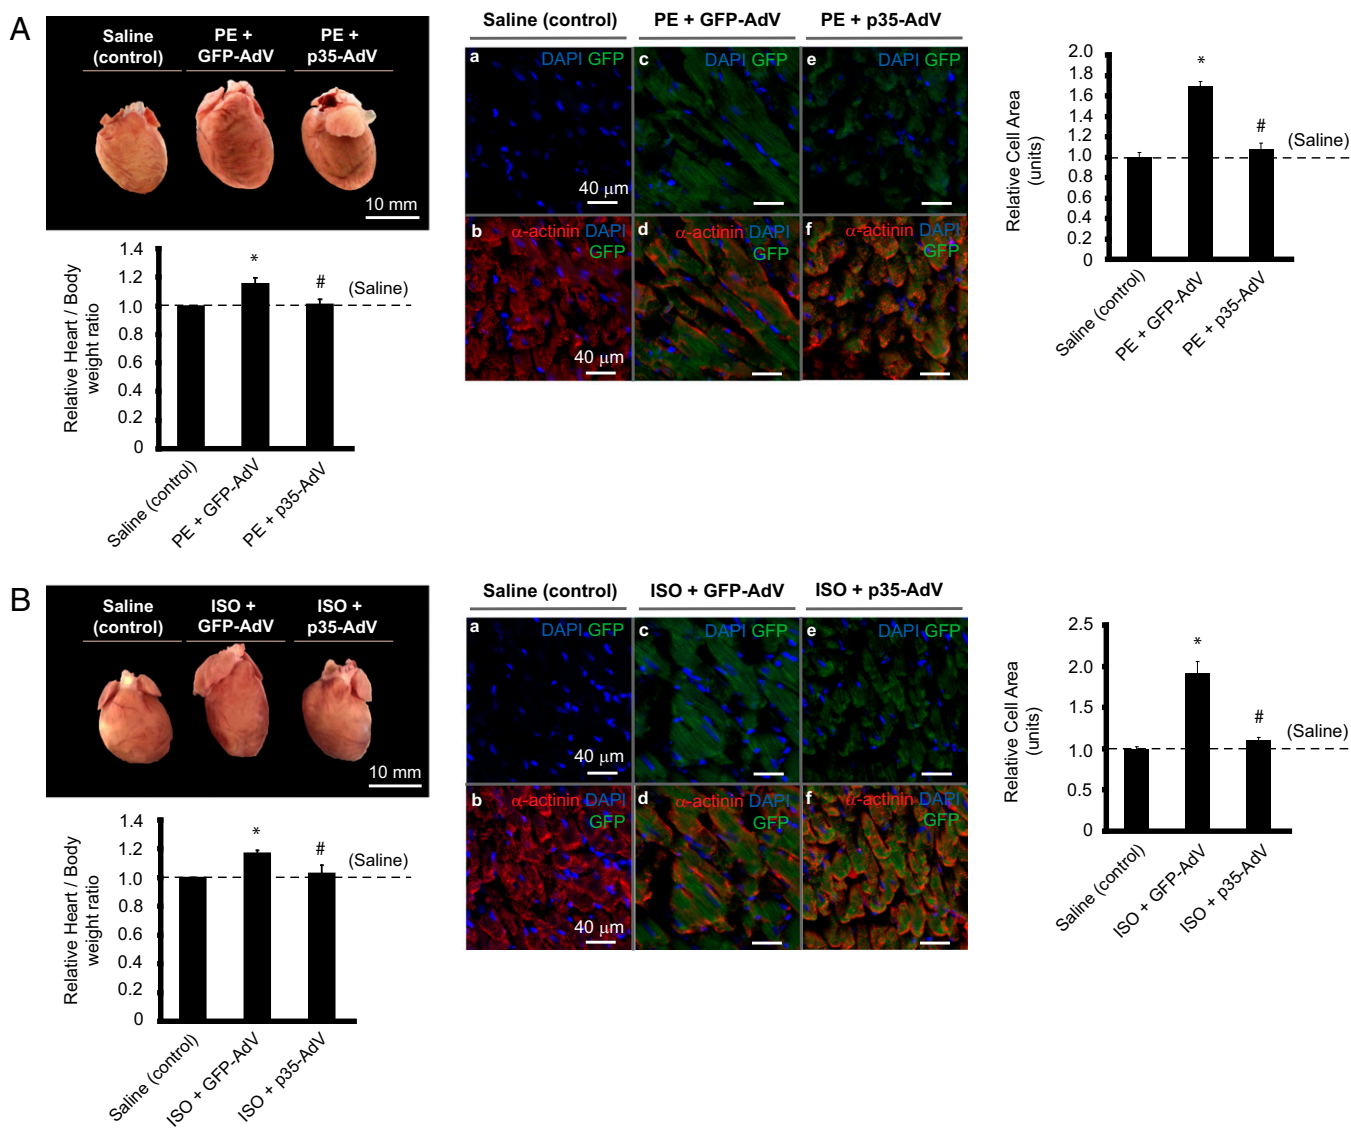 A
Saline (control)
PE + GFP-AdV
PE + p35-AdV
10 mm
Relative Heart / Body weight ratio
1.4
1.2
1.0
0.8
0.6
0.4
0.2
0
*
#
(Saline)
Saline (control)
PE + GFP-AdV
PE + p35-AdV
Saline (control)
PE + GFP-AdV
PE + p35-AdV
a
DAPI GFP
40 μm
c
DAPI GFP
e
DAPI GFP
b
α-actinin DAPI
GFP
40 μm
d
α-actinin DAPI
GFP
f
α-actinin DAPI
GFP
Relative Cell Area (units)
2.0
1.8
1.6
1.4
1.2
1.0
0.8
0.6
0.4
0.2
0
*
#
(Saline)
Saline (control)
PE + GFP-AdV
PE + p35-AdV
B
Saline (control)
ISO + GFP-AdV
ISO + p35-AdV
10 mm
Relative Heart / Body weight ratio
1.4
1.2
1.0
0.8
0.6
0.4
0.2
0
*
#
(Saline)
Saline (control)
ISO + GFP-AdV
ISO + p35-AdV
Saline (control)
ISO + GFP-AdV
ISO + p35-AdV
a
DAPI GFP
40 μm
c
DAPI GFP
e
DAPI GFP
b
α-actinin DAPI
GFP
40 μm
d
α-actinin DAPI
GFP
f
α-actinin DAPI
GFP
Relative Cell Area (units)
2.5
2.0
1.5
1.0
0.5
0
*
#
(Saline)
Saline (control)
ISO + GFP-AdV
ISO + p35-AdV